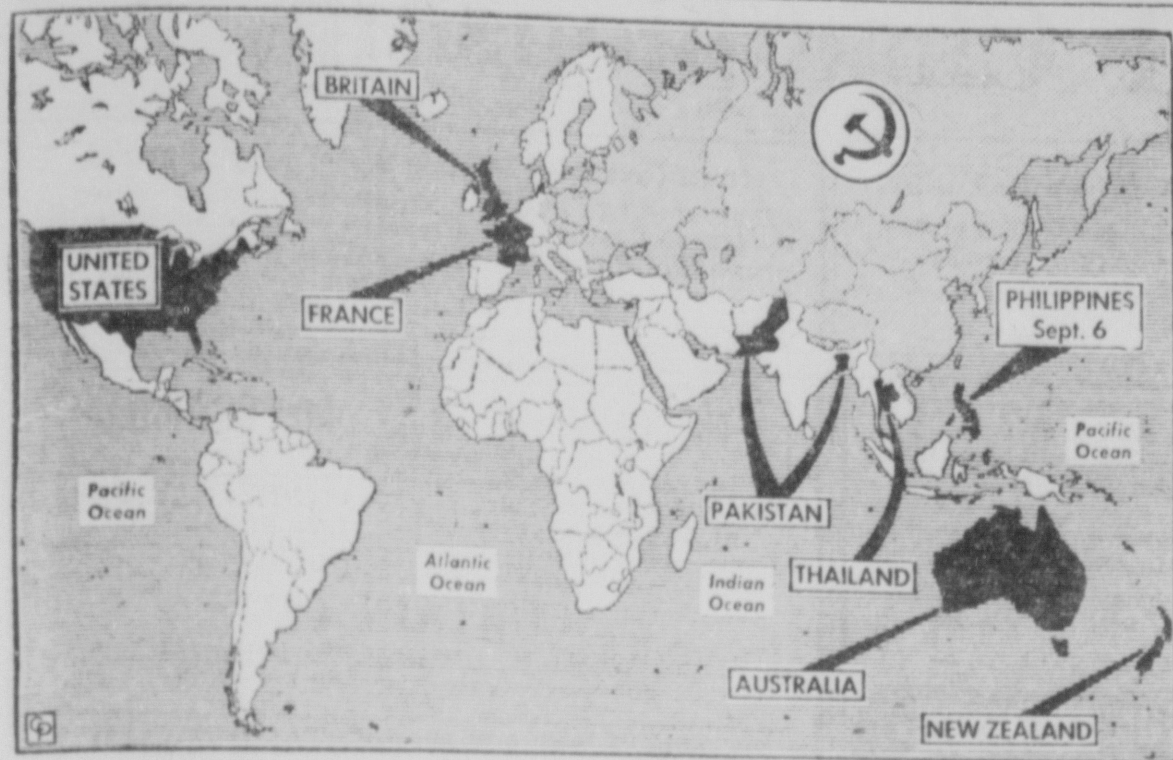 BRITAIN
UNITED
STATES
FRANCE
PHILIPPINES
Sept. 6
Pacific
Ocean
Pacific
Ocean
PAKISTAN
Atlantic
Ocean
Indian
Ocean
THAILAND
AUSTRALIA
NEW ZEALAND
CP